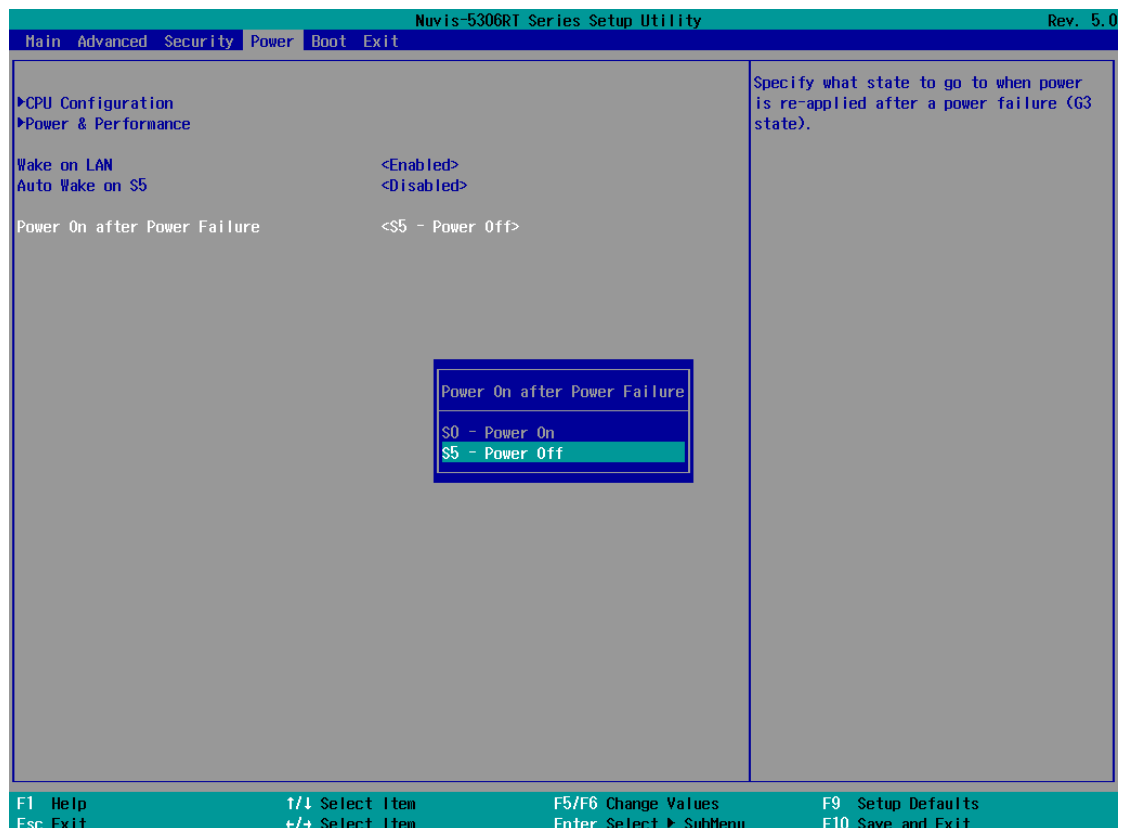 Nuvis-5306RT Series Setup Utility Rev. 5.0
Main Advanced Security Power Boot Exit
▶CPU Configuration
▶Power & Performance
Wake on LAN <Enabled>
Auto Wake on S5 <Disabled>
Power On after Power Failure <S5 - Power Off>
Specify what state to go to when power
is re-applied after a power failure (G3
state).
Power On after Power Failure
S0 - Power On
S5 - Power Off
F1 Help ↑/↓ Select Item F5/F6 Change Values F9 Setup Defaults
Esc Exit ←/→ Select Item Enter Select ▶ SubMenu F10 Save and Exit